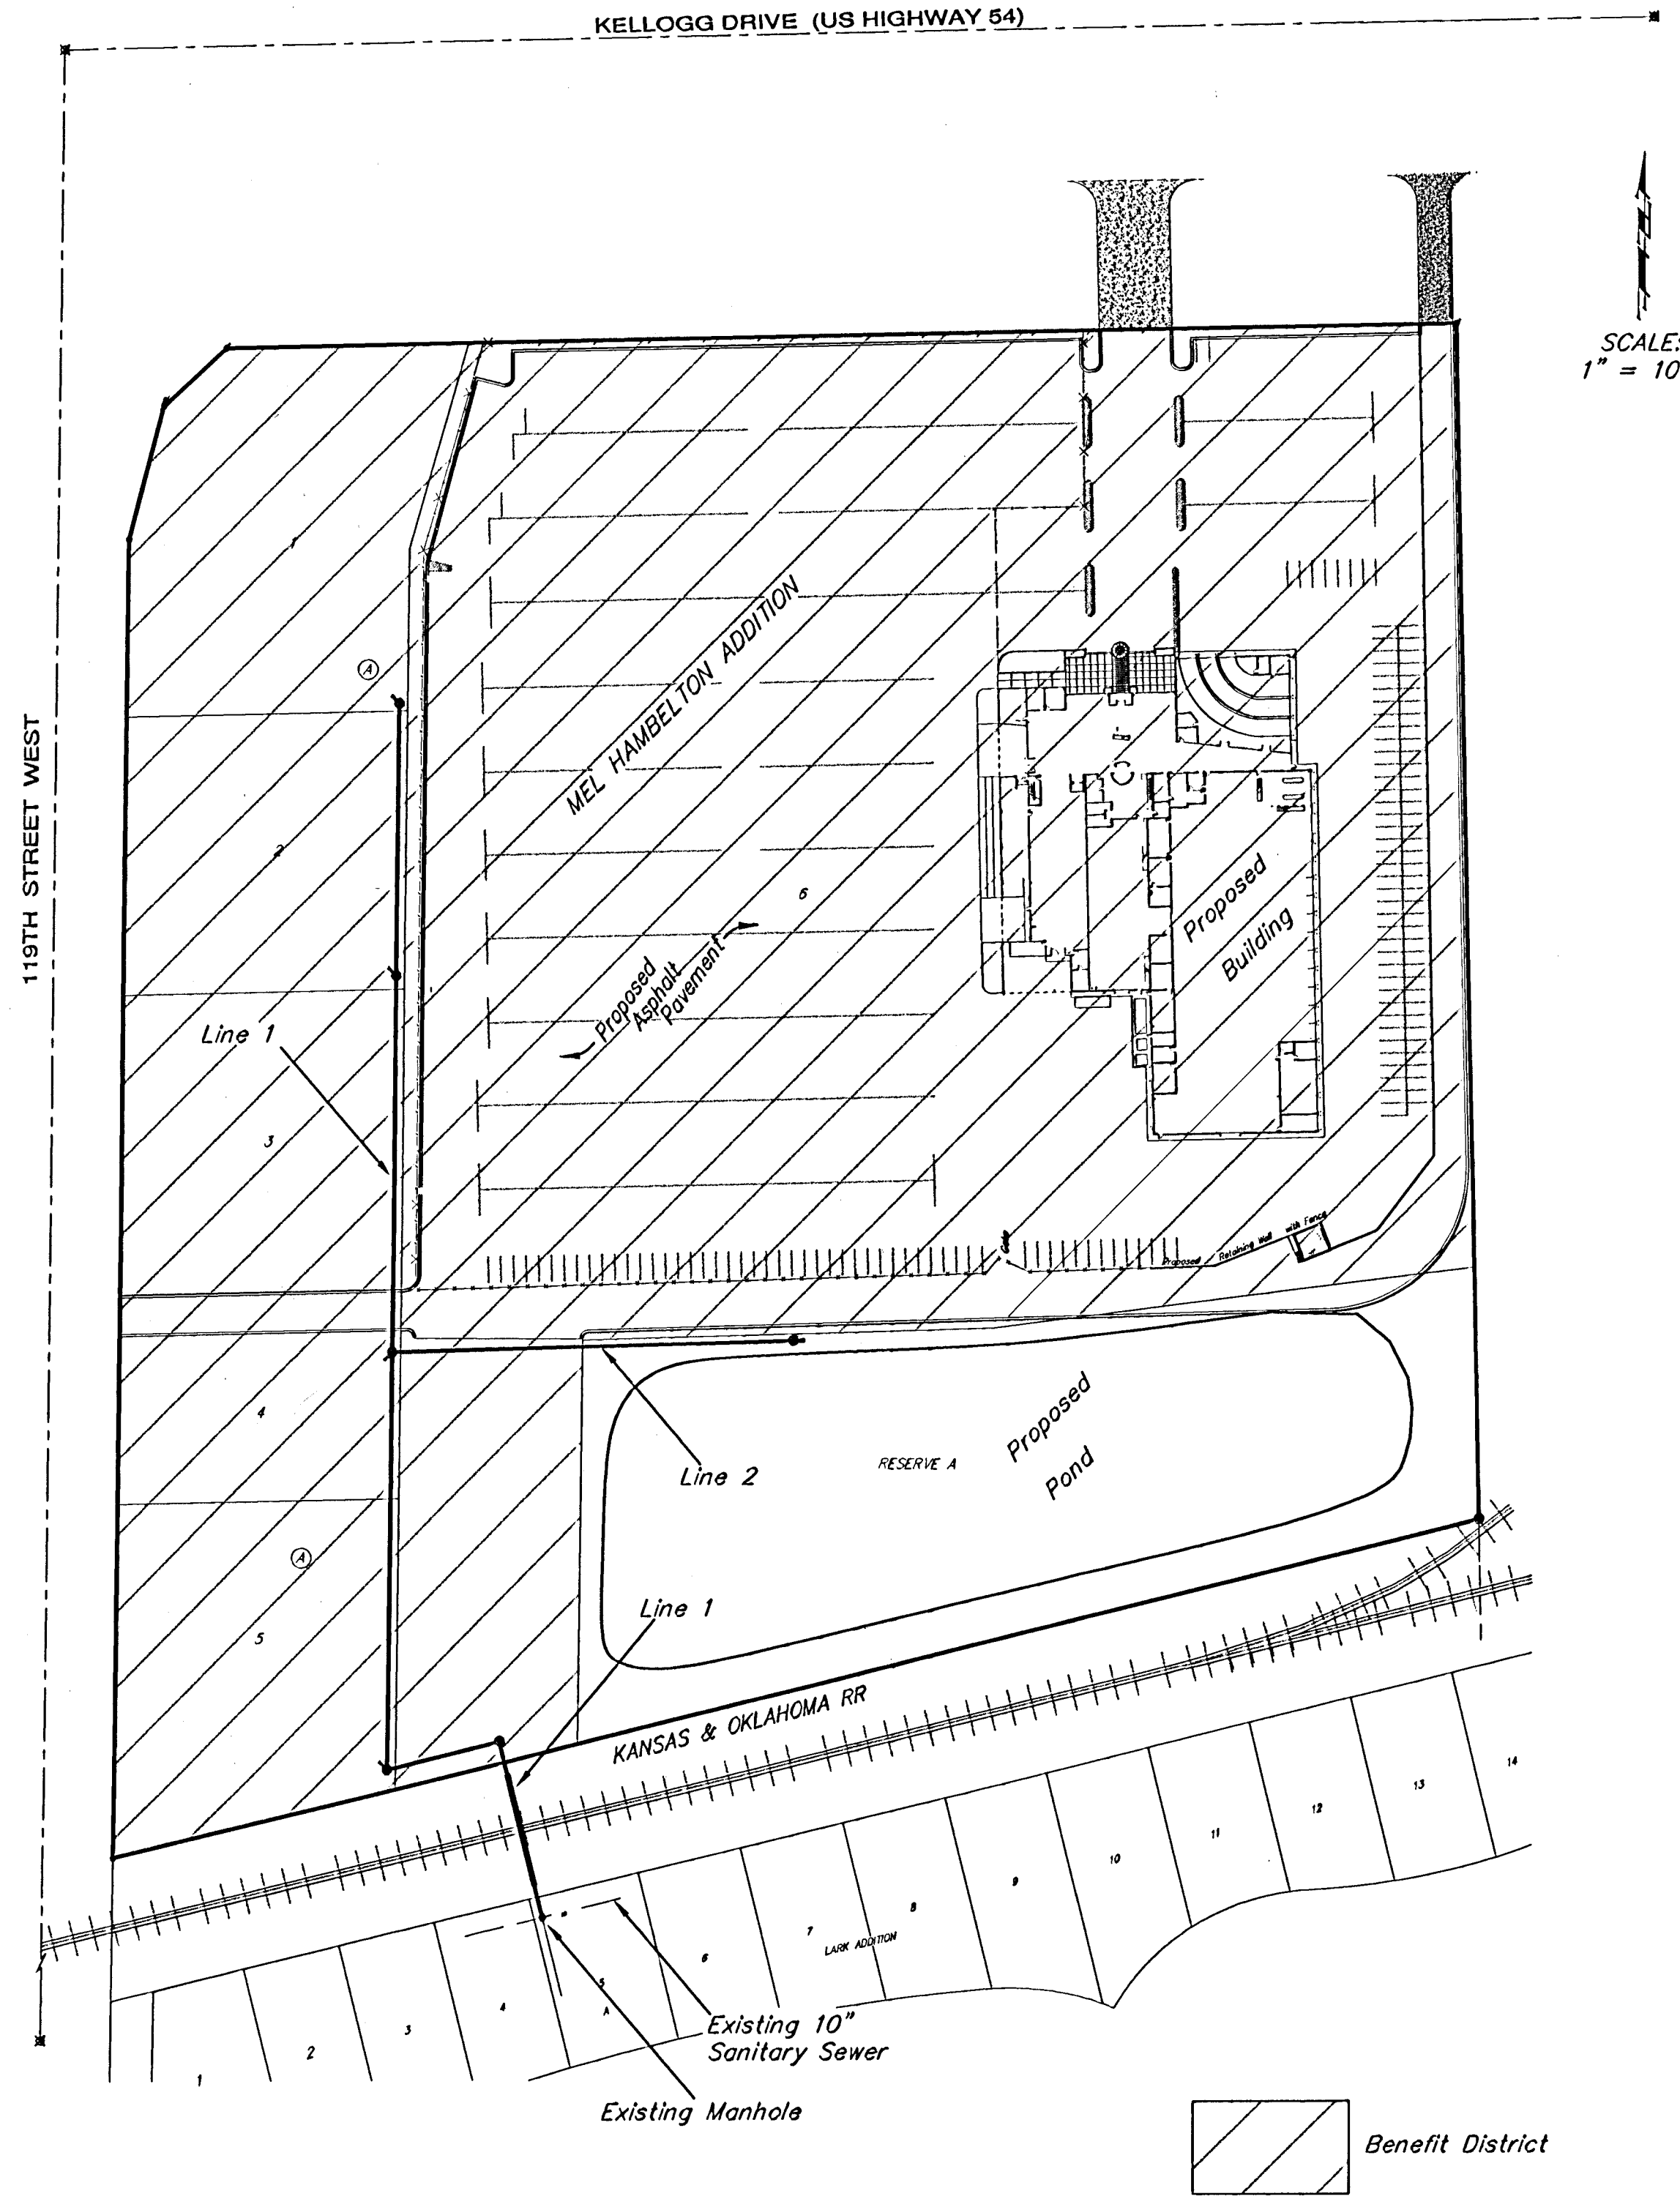 KELLOGG DRIVE (US HIGHWAY 54)
SCALE:
1" = 10
119TH STREET WEST
1
A
MEL HAMBELTON ADDITION
2
6
Proposed
Building
Proposed
Asphalt
Pavement
Line 1
3
Gate
Proposed
Retaining Wall
with Fence
4
Line 2
RESERVE A
Proposed
Pond
A
5
Line 1
KANSAS & OKLAHOMA RR
14
13
12
11
10
9
8
7
LARK ADDITION
6
5
A
4
3
2
1
Existing 10"
Sanitary Sewer
Existing Manhole
Benefit District